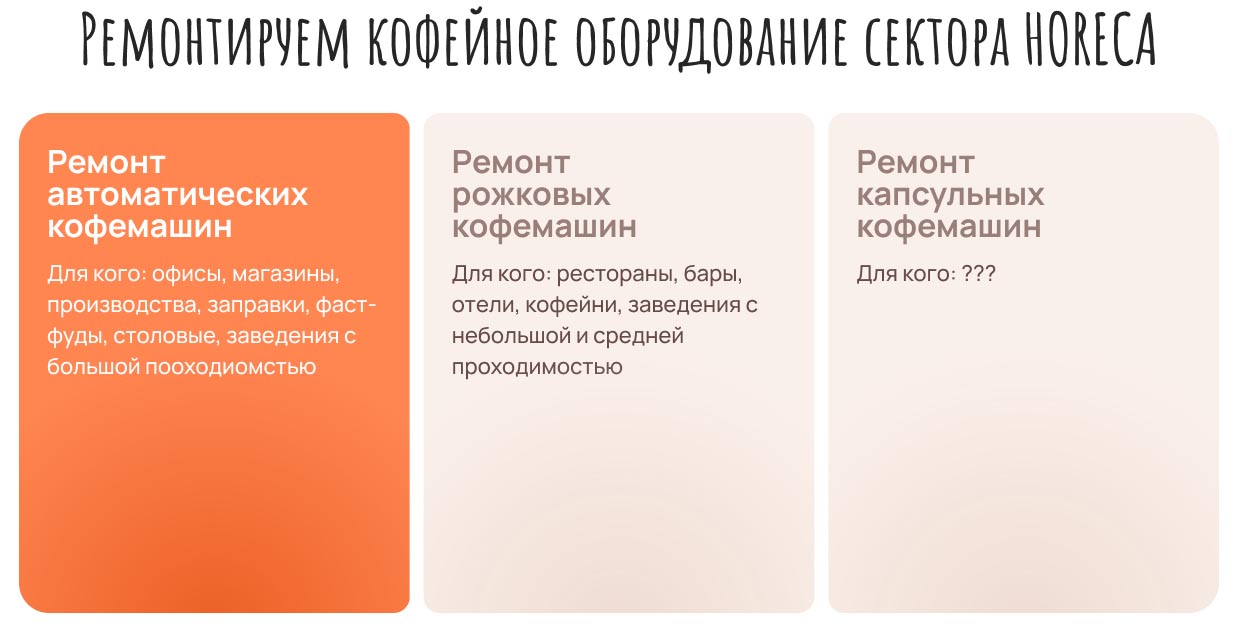 Ремонтируем кофейное оборудование сектора HORECA
Ремонт
автоматических
кофемашин
Для кого: офисы, магазины,
производства, заправки, фаст-
фуды, столовые, заведения с
большой пооходиомстью
Ремонт
рожковых
кофемашин
Для кого: рестораны, бары,
отели, кофейни, заведения с
небольшой и средней
проходимостью
Ремонт
капсульных
кофемашин
Для кого: ???